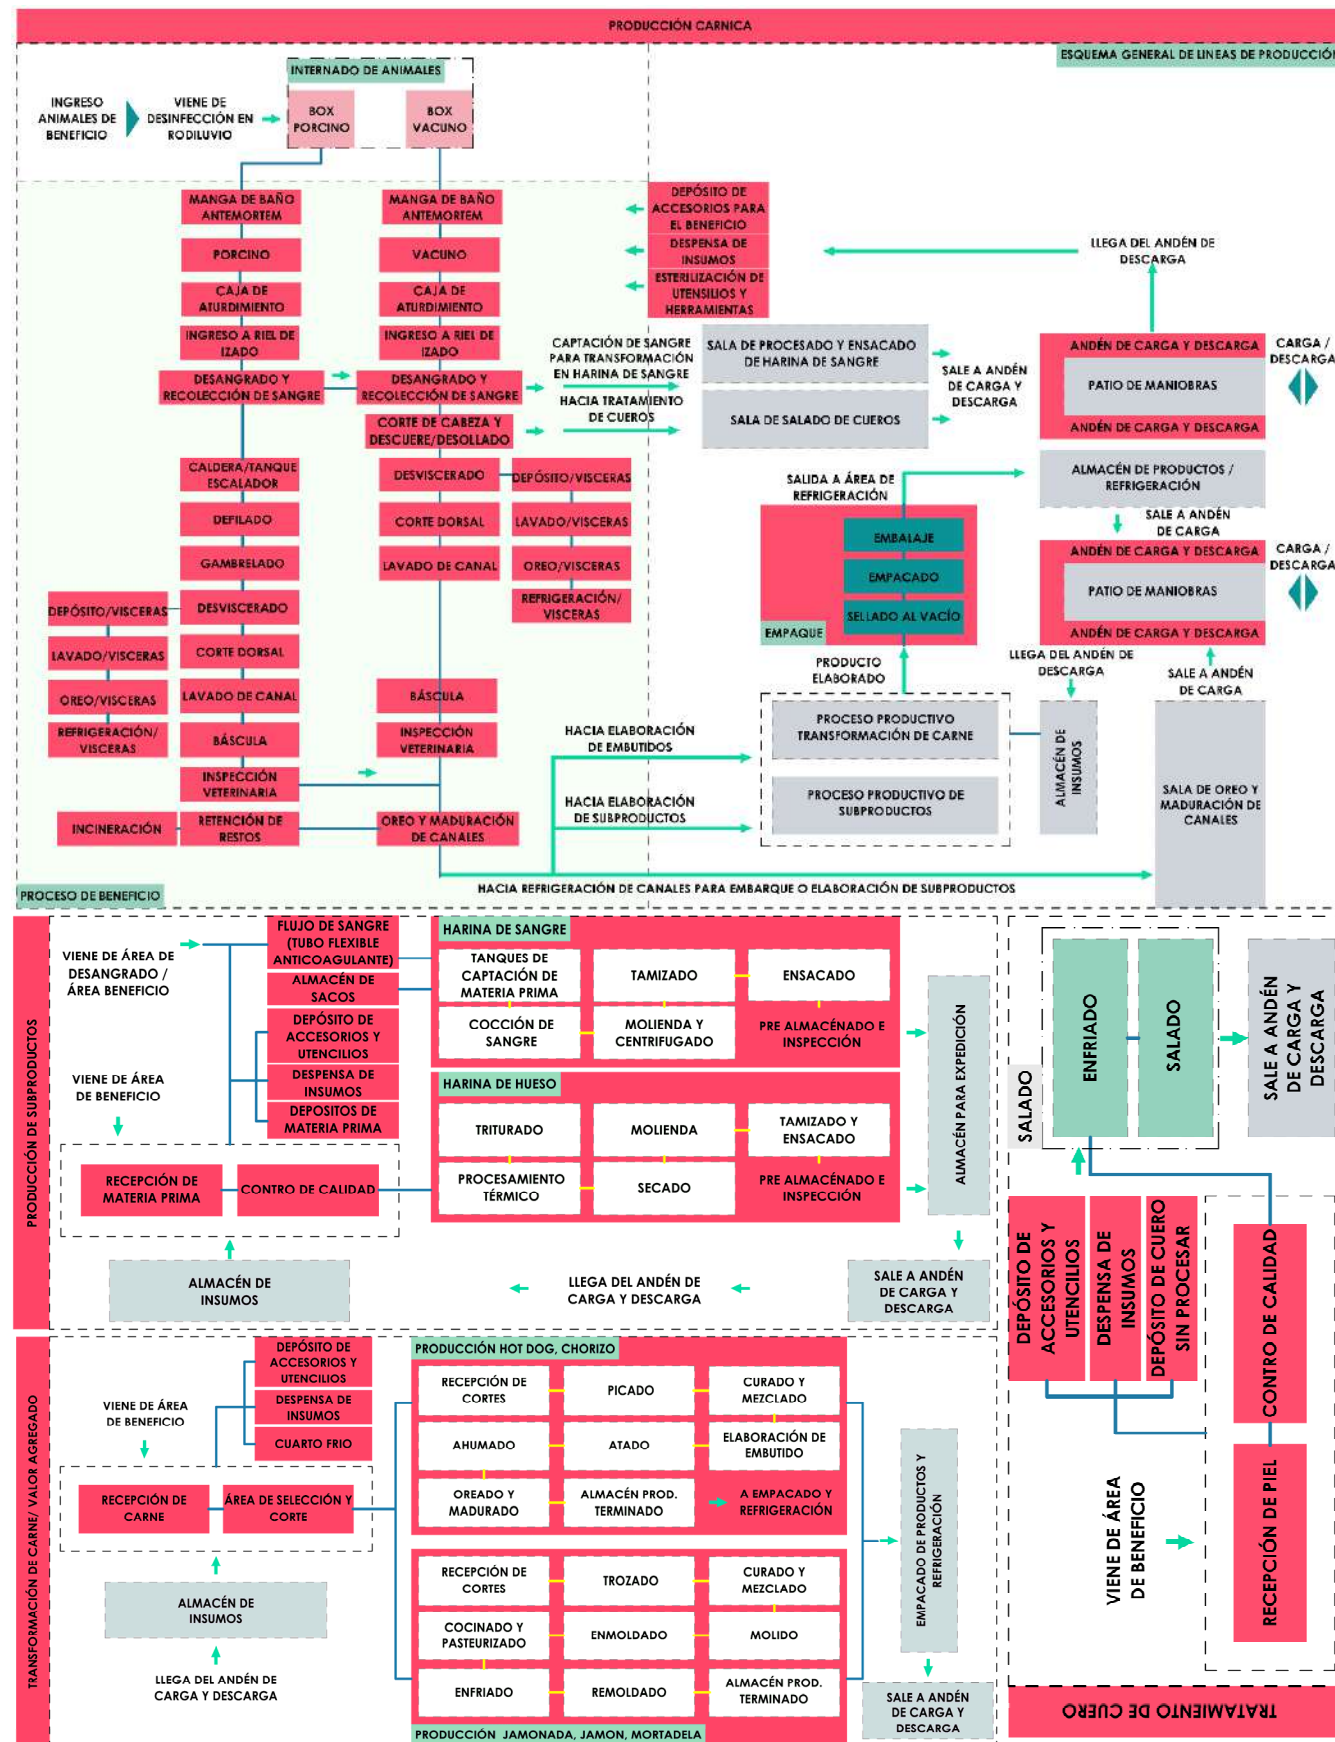 PRODUCCIÓN CARNICA
ESQUEMA GENERAL DE LINEAS DE PRODUCCIÓN
INTERNADO DE ANIMALES
INGRESO
ANIMALES DE
BENEFICIO
VIENE DE
DESINFECCIÓN EN
RODILUVIO
BOX
PORCINO
BOX
VACUNO
MANGA DE BAÑO
ANTEMORTEM
MANGA DE BAÑO
ANTEMORTEM
DEPÓSITO DE
ACCESORIOS PARA
EL BENEFICIO
PORCINO
VACUNO
DESPENSA DE
INSUMOS
LLEGA DEL ANDÉN DE
DESCARGA
CAJA DE
ATURDIMIENTO
CAJA DE
ATURDIMIENTO
ESTERILIZACIÓN DE
UTENSILIOS Y
HERRAMIENTAS
INGRESO A RIEL DE
IZADO
INGRESO A RIEL DE
IZADO
CAPTACIÓN DE SANGRE
PARA TRANSFORMACIÓN
EN HARINA DE SANGRE
SALA DE PROCESADO Y ENSACADO
DE HARINA DE SANGRE
SALE A ANDÉN
DE CARGA Y
DESCARGA
ANDÉN DE CARGA Y DESCARGA
PATIO DE MANIOBRAS
ANDÉN DE CARGA Y DESCARGA
CARGA /
DESCARGA
DESANGRADO Y
RECOLECCIÓN DE SANGRE
DESANGRADO Y
RECOLECCIÓN DE SANGRE
HACIA TRATAMIENTO
DE CUEROS
SALA DE SALADO DE CUEROS
CORTE DE CABEZA Y
DESCUERE/DESOLLADO
CALDERA/TANQUE
ESCALADOR
DESVISCERADO
DEPÓSITO/VISCERAS
SALIDA A ÁREA DE
REFRIGERACIÓN
ALMACÉN DE PRODUCTOS /
REFRIGERACIÓN
DEFILADO
CORTE DORSAL
LAVADO/VISCERAS
EMBALAJE
SALE A ANDÉN
DE CARGA
GAMBRELADO
LAVADO DE CANAL
OREO/VISCERAS
EMPACADO
ANDÉN DE CARGA Y DESCARGA
PATIO DE MANIOBRAS
ANDÉN DE CARGA Y DESCARGA
CARGA /
DESCARGA
DEPÓSITO/VISCERAS
DESVISCERADO
REFRIGERACIÓN/
VISCERAS
SELLADO AL VACÍO
EMPAQUE
LAVADO/VISCERAS
CORTE DORSAL
PRODUCTO
ELABORADO
LLEGA DEL ANDÉN DE
DESCARGA
SALE A ANDÉN
DE CARGA
OREO/VISCERAS
LAVADO DE CANAL
BÁSCULA
REFRIGERACIÓN/
VISCERAS
BÁSCULA
INSPECCIÓN
VETERINARIA
HACIA ELABORACIÓN
DE EMBUTIDOS
PROCESO PRODUCTIVO
TRANSFORMACIÓN DE CARNE
ALMACÉN DE
INSUMOS
INSPECCIÓN
VETERINARIA
HACIA ELABORACIÓN
DE SUBPRODUCTOS
PROCESO PRODUCTIVO DE
SUBPRODUCTOS
SALA DE OREO Y
MADURACIÓN DE
CANALES
INCINERACIÓN
RETENCIÓN DE
RESTOS
OREO Y MADURACIÓN
DE CANALES
PROCESO DE BENEFICIO
HACIA REFRIGERACIÓN DE CANALES PARA EMBARQUE O ELABORACIÓN DE SUBPRODUCTOS
PRODUCCIÓN DE SUBPRODUCTOS
VIENE DE ÁREA DE
DESANGRADO /
ÁREA BENEFICIO
FLUJO DE SANGRE
(TUBO FLEXIBLE
ANTICOAGULANTE)
ALMACÉN DE
SACOS
DEPÓSITO DE
ACCESORIOS Y
UTENCILIOS
DESPENSA DE
INSUMOS
DEPOSITOS DE
MATERIA PRIMA
VIENE DE ÁREA
DE BENEFICIO
RECEPCIÓN DE
MATERIA PRIMA
CONTRO DE CALIDAD
ALMACÉN DE
INSUMOS
HARINA DE SANGRE
TANQUES DE
CAPTACIÓN DE
MATERIA PRIMA
TAMIZADO
ENSACADO
COCCIÓN DE
SANGRE
MOLIENDA Y
CENTRIFUGADO
PRE ALMACÉNADO E
INSPECCIÓN
HARINA DE HUESO
TRITURADO
MOLIENDA
TAMIZADO Y
ENSACADO
PROCESAMIENTO
TÉRMICO
SECADO
PRE ALMACÉNADO E
INSPECCIÓN
ALMACÉN PARA EXPEDICIÓN
LLEGA DEL ANDÉN DE
CARGA Y DESCARGA
SALE A ANDÉN
DE CARGA Y
DESCARGA
TRANSFORMACIÓN DE CARNE/ VALOR AGREGADO
DEPÓSITO DE
ACCESORIOS Y
UTENCILIOS
DESPENSA DE
INSUMOS
CUARTO FRIO
VIENE DE ÁREA
DE BENEFICIO
RECEPCIÓN DE
CARNE
ÁREA DE SELECCIÓN Y
CORTE
ALMACÉN DE
INSUMOS
LLEGA DEL ANDÉN DE
CARGA Y DESCARGA
PRODUCCIÓN HOT DOG, CHORIZO
RECEPCIÓN DE
CORTES
PICADO
CURADO Y
MEZCLADO
AHUMADO
ATADO
ELABORACIÓN DE
EMBUTIDO
OREADO Y
MADURADO
ALMACÉN PROD.
TERMINADO
A EMPACADO Y
REFRIGERACIÓN
RECEPCIÓN DE
CORTES
TROZADO
CURADO Y
MEZCLADO
COCINADO Y
PASTEURIZADO
ENMOLDADO
MOLIDO
ENFRIADO
REMOLDADO
ALMACÉN PROD.
TERMINADO
PRODUCCIÓN JAMONADA, JAMON, MORTADELA
EMPACADO DE PRODUCTOS Y
REFRIGERACIÓN
SALE A ANDÉN
DE CARGA Y
DESCARGA
SALADO
ENFRIADO
SALADO
SALE A ANDÉN
DE CARGA Y
DESCARGA
DEPÓSITO DE
ACCESORIOS Y
UTENCILIOS
DESPENSA DE
INSUMOS
DEPÓSITO DE CUERO
SIN PROCESAR
CONTRO DE CALIDAD
RECEPCIÓN DE PIEL
VIENE DE ÁREA
DE BENEFICIO
TRATAMIENTO DE CUERO